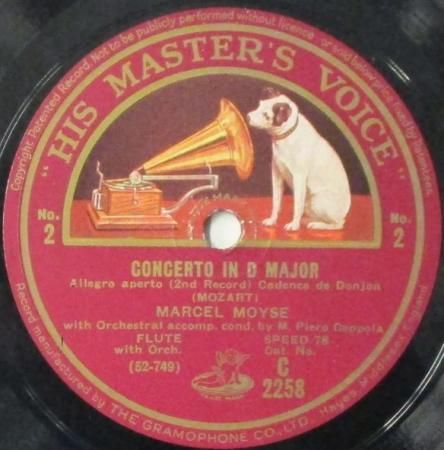 Copyright Patented Record. Not to be publicly performed without licence or sold below price fixed by patentees.
"HIS MASTER'S VOICE"
No. 2
No. 2
CONCERTO IN D MAJOR
Allegro aperto (2nd Record) Cadence de Donjon
(MOZART)
MARCEL MOYSE
with Orchestral accomp. cond. by M. Piero Coppola
FLUTE
with Orch.
SPEED 78
Cat. No.
(52-749)
C
2258
TRADE MARK
Record manufactured by THE GRAMOPHONE CO., LTD. Hayes, Middlesex, England.